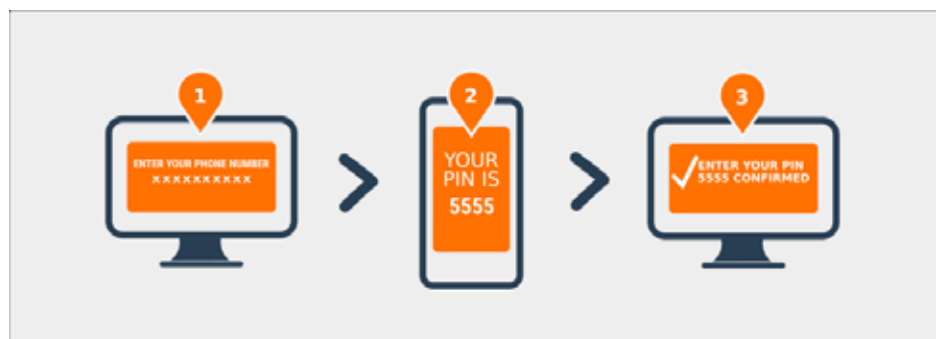 1
ENTER YOUR PHONE NUMBER
XXXXXXXXXX
2
YOUR
PIN IS
5555
3
ENTER YOUR PIN
5555 CONFIRMED